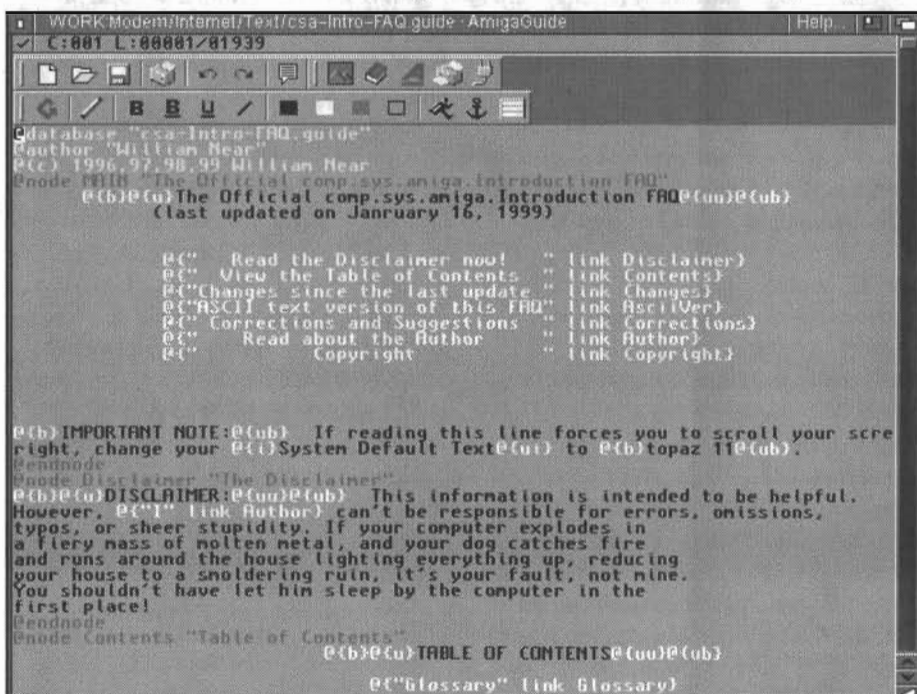 WORK:Modem/Internet/Text/csa-Intro-FAQ.guide · AmigaGuide Help...
C:001 L:00001/01939
B B U /
@database "csa-Intro-FAQ.guide"
@author "William Near"
@(c) 1996,97,98,99 William Near
@node MAIN "The Official comp.sys.amiga.Introduction FAQ"
@{b}@{u}The Official comp.sys.amiga.Introduction FAQ@{uu}@{ub}
(last updated on Janruary 16, 1999)
@{" Read the Disclaimer now! " link Disclaimer}
@{" View the Table of Contents " link Contents}
@{"Changes since the last update " link Changes}
@{"ASCII text version of this FAQ" link AsciiVer}
@{" Corrections and Suggestions " link Corrections}
@{" Read about the Author " link Author}
@{" Copyright " link Copyright}
@{b}IMPORTANT NOTE:@{ub} If reading this line forces you to scroll your scre
right, change your @{i}System Default Text@{ui} to @{b}topaz 11@{ub}.
@endnode
@node Disclaimer "The Disclaimer"
@{b}@{u}DISCLAIMER:@{uu}@{ub} This information is intended to be helpful.
However, @{"I" link Author} can't be responsible for errors, omissions,
typos, or sheer stupidity. If your computer explodes in
a fiery mass of molten metal, and your dog catches fire
and runs around the house lighting everything up, reducing
your house to a smoldering ruin, it's your fault, not mine.
You shouldn't have let him sleep by the computer in the
first place!
@endnode
@node Contents "Table of Contents"
@{b}@{u}TABLE OF CONTENTS@{uu}@{ub}
@{"Glossary" link Glossary}